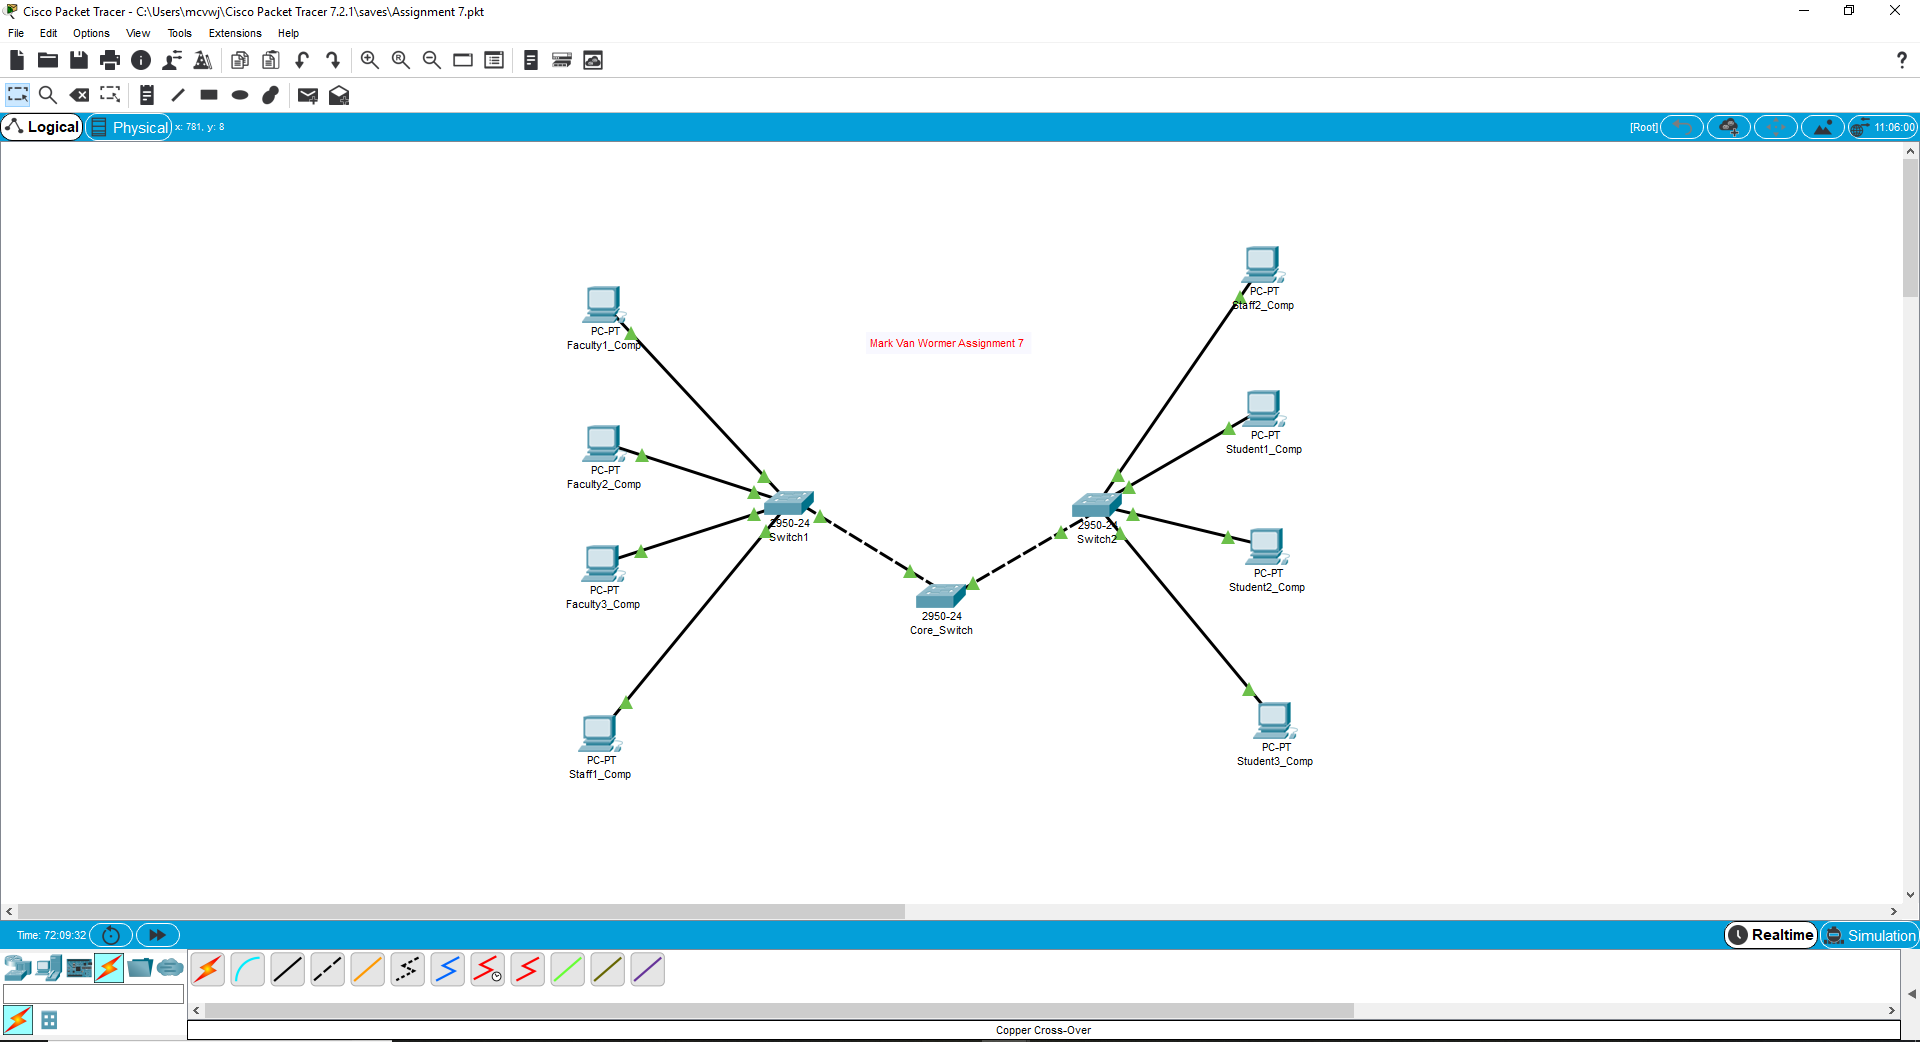 Cisco Packet Tracer - C:\Users\mcvwj\Cisco Packet Tracer 7.2.1\saves\Assignment 7.pkt
File Edit Options View Tools Extensions Help
Logical Physical x: 781, y: 8 [Root] 11:06:00
PC-PT
Staff2_Comp
PC-PT
Faculty1_Comp
Mark Van Wormer Assignment 7
PC-PT
Student1_Comp
PC-PT
Faculty2_Comp
2950-24
Switch1
2950-24
Switch2
PC-PT
Student2_Comp
PC-PT
Faculty3_Comp
2950-24
Core_Switch
PC-PT
Student3_Comp
PC-PT
Staff1_Comp
Time: 72:09:32 Realtime Simulation
Copper Cross-Over